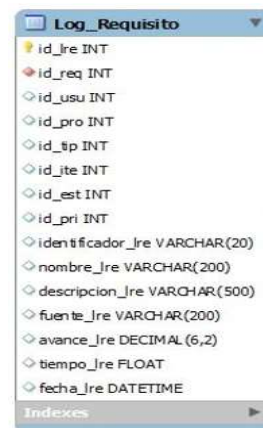 Log_Requisito
id_lre INT
id_req INT
id_usu INT
id_pro INT
id_tip INT
id_ite INT
id_est INT
id_pri INT
identificador_lre VARCHAR(20)
nombre_lre VARCHAR(200)
descripcion_lre VARCHAR(500)
fuente_lre VARCHAR(200)
avance_lre DECIMAL(6,2)
tiempo_lre FLOAT
fecha_lre DATETIME
Indexes